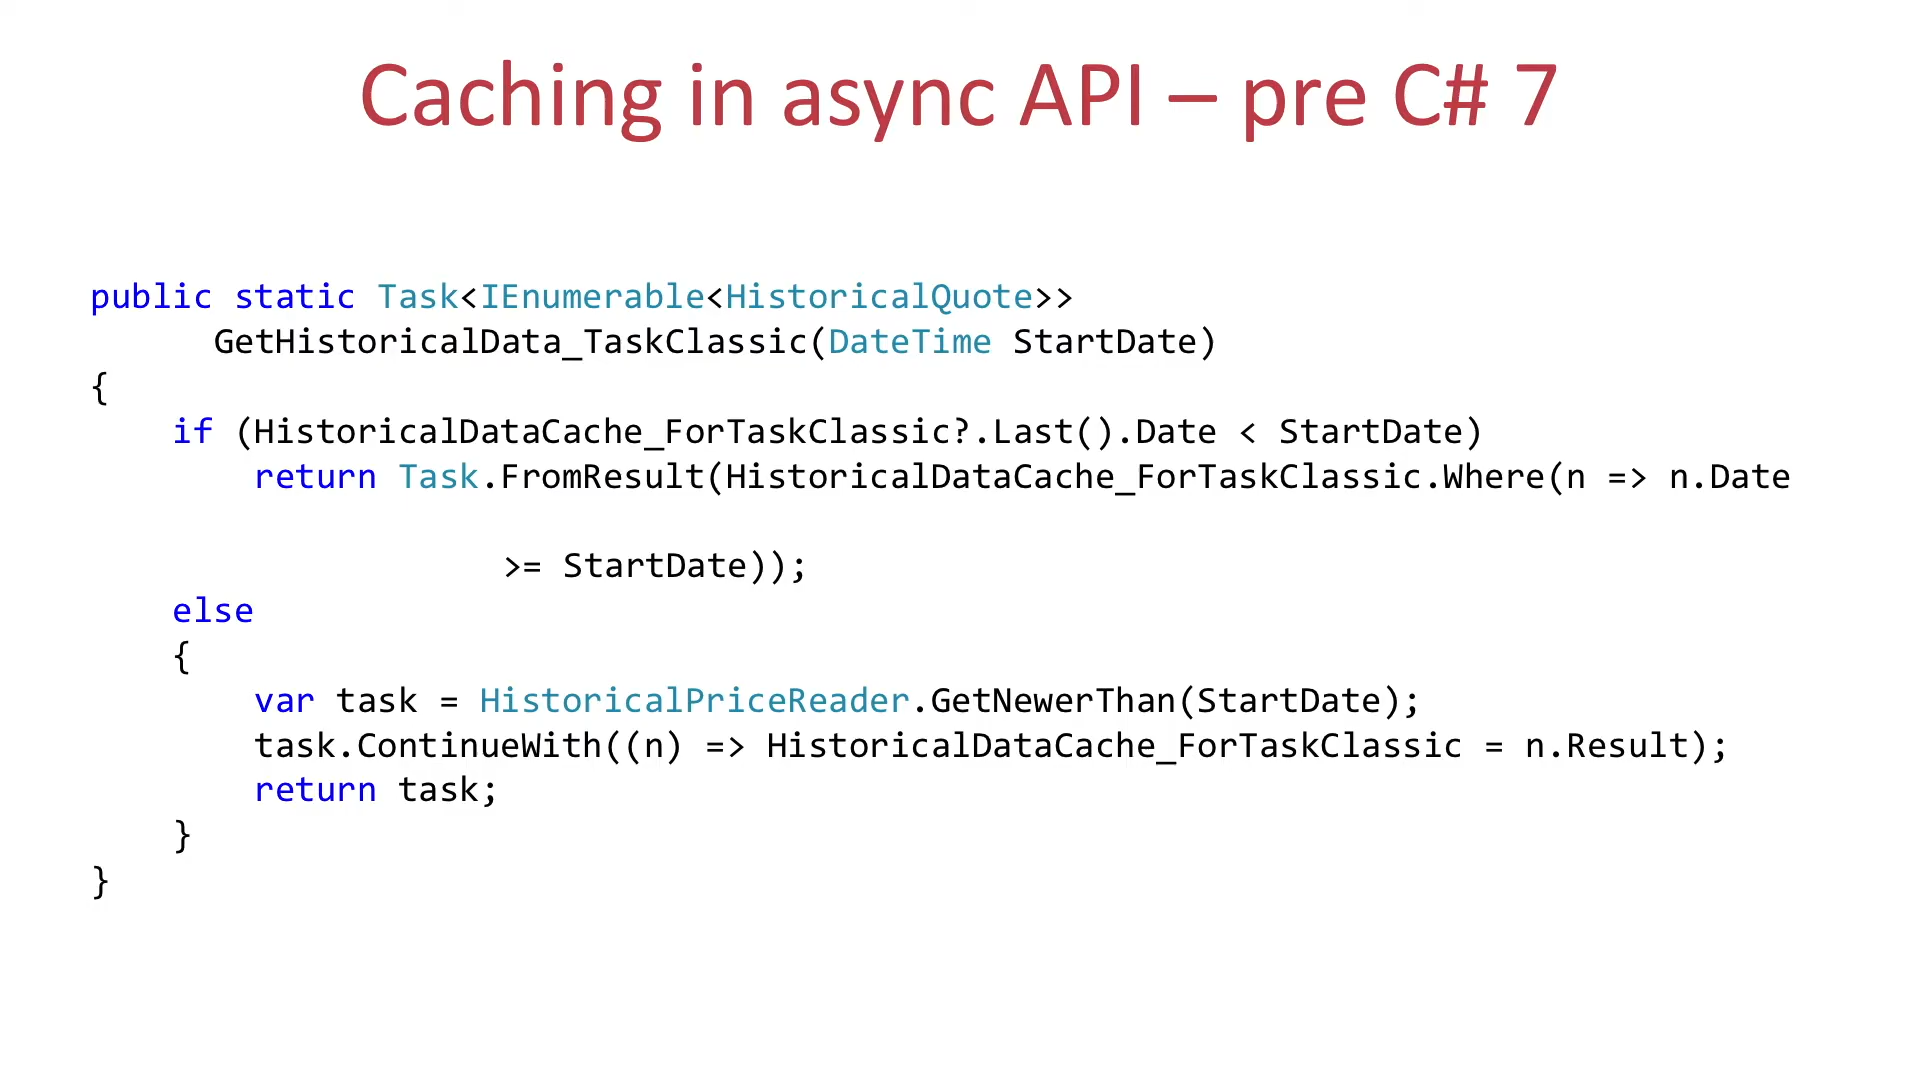 Caching in async API – pre C# 7
public static Task<IEnumerable<HistoricalQuote>>
GetHistoricalData_TaskClassic(DateTime StartDate)
{
if (HistoricalDataCache_ForTaskClassic?.Last().Date < StartDate)
return Task.FromResult(HistoricalDataCache_ForTaskClassic.Where(n => n.Date
>= StartDate));
else
{
var task = HistoricalPriceReader.GetNewerThan(StartDate);
task.ContinueWith((n) => HistoricalDataCache_ForTaskClassic = n.Result);
return task;
}
}